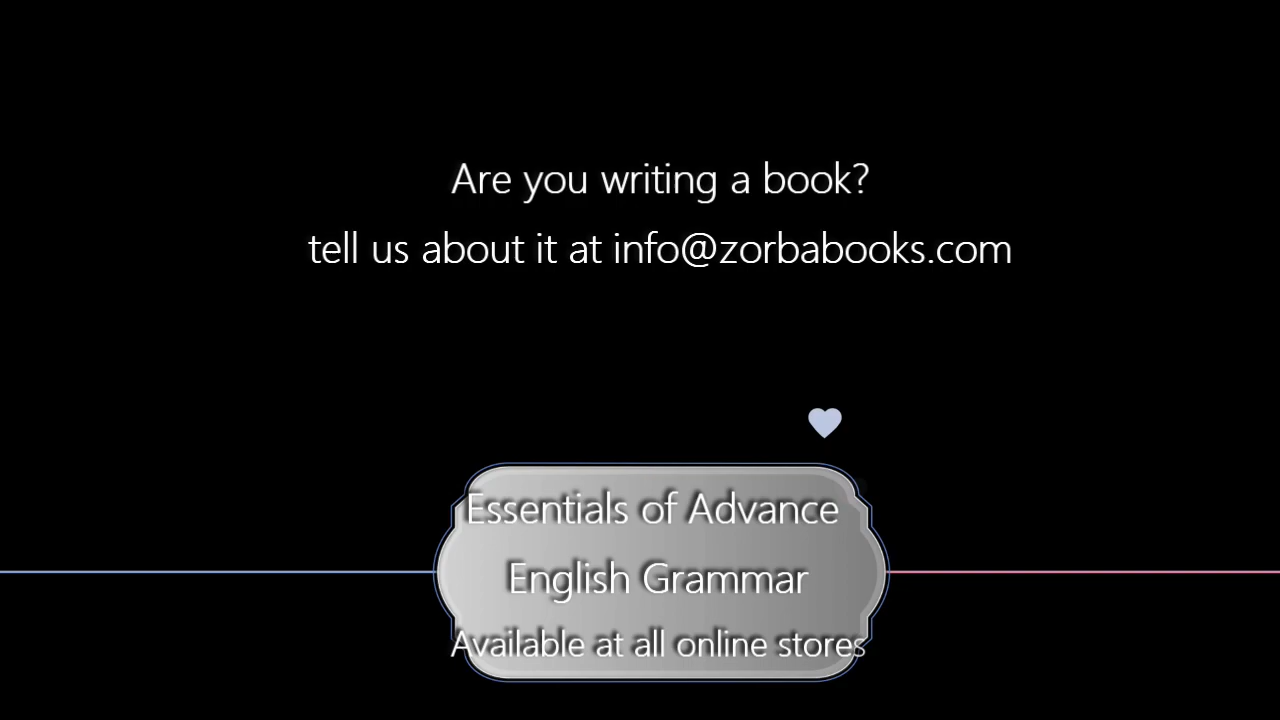 Are you writing a book?
tell us about it at info@zorbabooks.com
Essentials of Advance
English Grammar
Available at all online stores